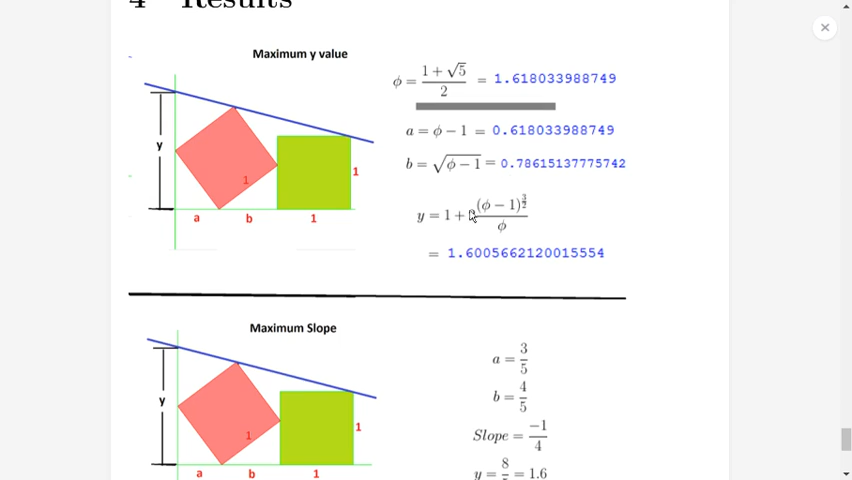 4 Results
Maximum y value
y
1
1
a b 1
ϕ = (1 + √5)/2 = 1.618033988749
a = ϕ − 1 = 0.618033988749
b = √(ϕ − 1) = 0.78615137775742
y = 1 + (ϕ − 1)^(3/2)/ϕ
= 1.6005662120015554
Maximum Slope
y
1
1
a b 1
a = 3/5
b = 4/5
Slope = −1/4
y = 8/5 = 1.6